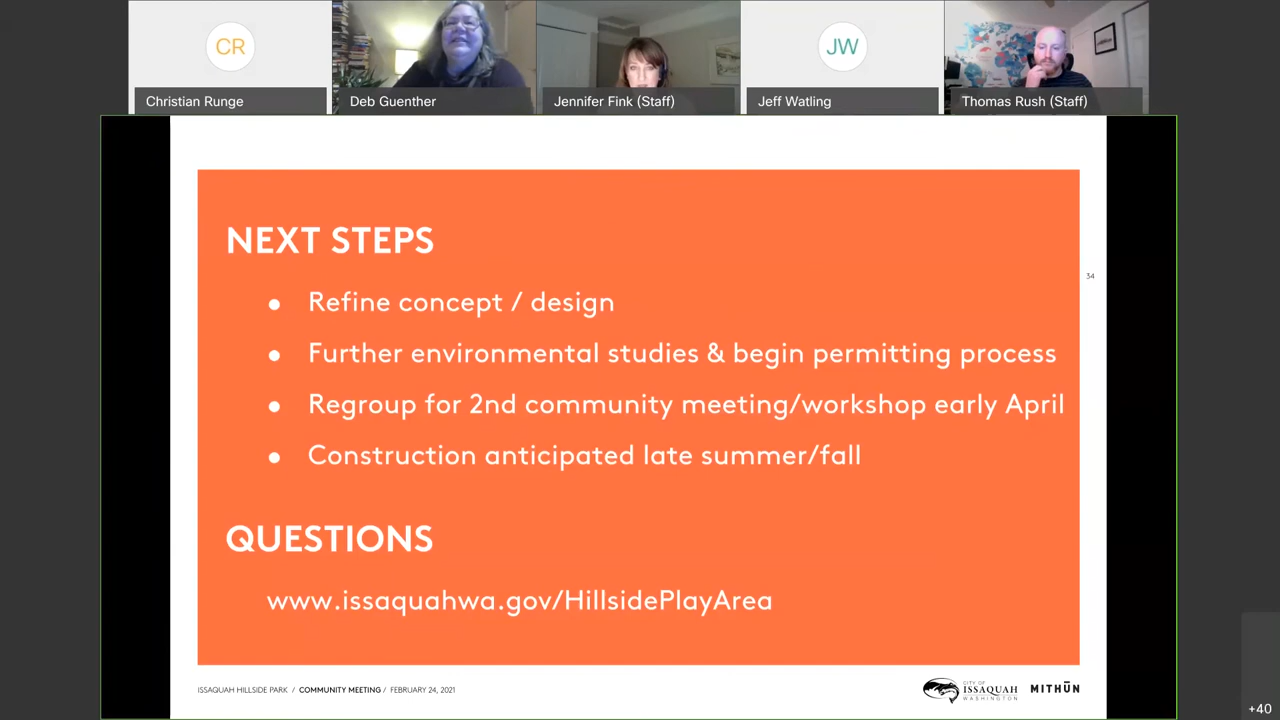 CR
JW
Christian Runge
Deb Guenther
Jennifer Fink (Staff)
Jeff Watling
Thomas Rush (Staff)
NEXT STEPS
34
● Refine concept / design
● Further environmental studies & begin permitting process
● Regroup for 2nd community meeting/workshop early April
● Construction anticipated late summer/fall
QUESTIONS
www.issaquahwa.gov/HillsidePlayArea
ISSAQUAH HILLSIDE PARK / COMMUNITY MEETING / FEBRUARY 24, 2021
CITY OF
ISSAQUAH
WASHINGTON
MITHŪN
+40